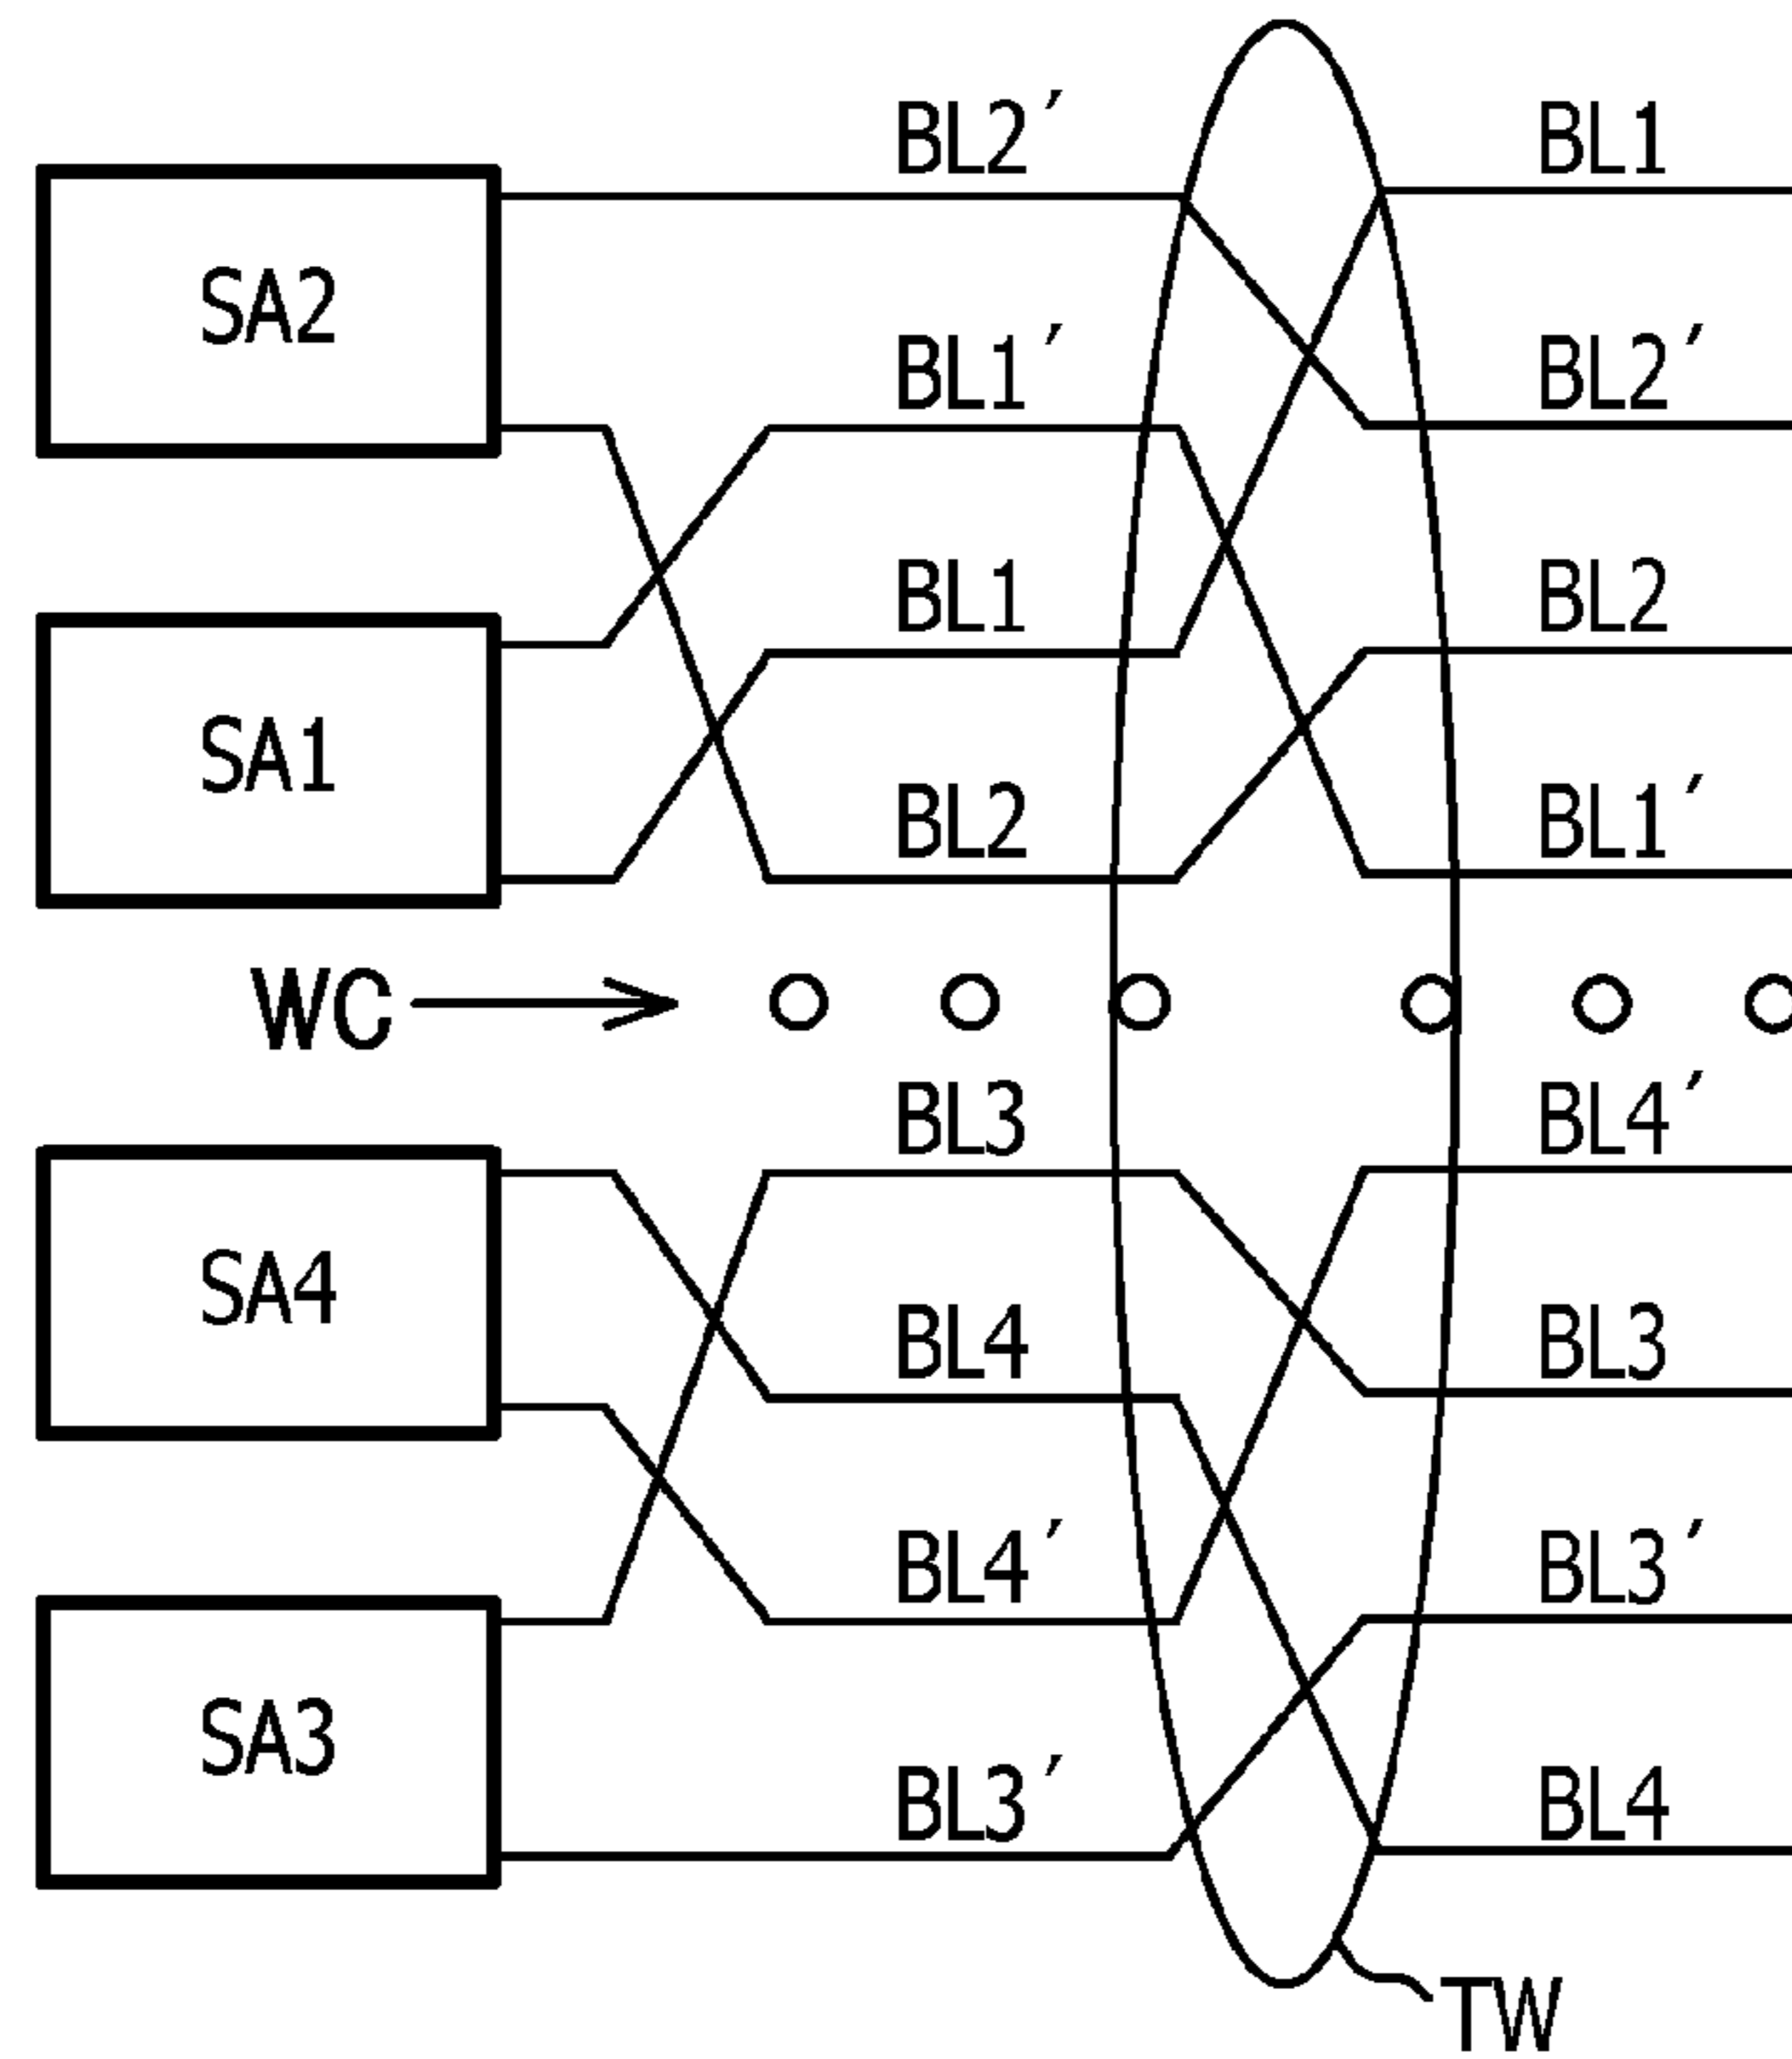 BL2′ BL1
SA2
BL1′ BL2′
BL1 BL2
SA1
BL2 BL1′
WC
BL3 BL4′
SA4
BL4 BL3
BL4′ BL3′
SA3
BL3′ BL4
TW